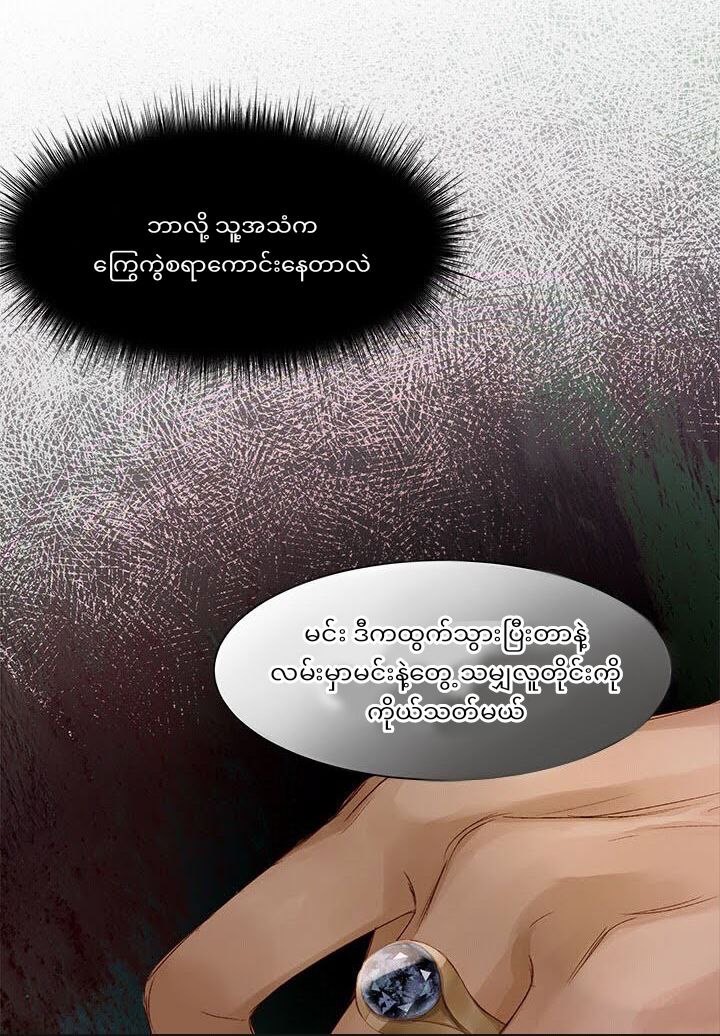 ဘာလို့ သူ့အသံက
ကြွေကွဲစရာကောင်းနေတာလဲ
မင်း ဒီကထွက်သွားပြီးတာနဲ့
လမ်းမှာမင်းနဲ့တွေ့သမျှလူတိုင်းကို
ကိုယ်သတ်မယ်